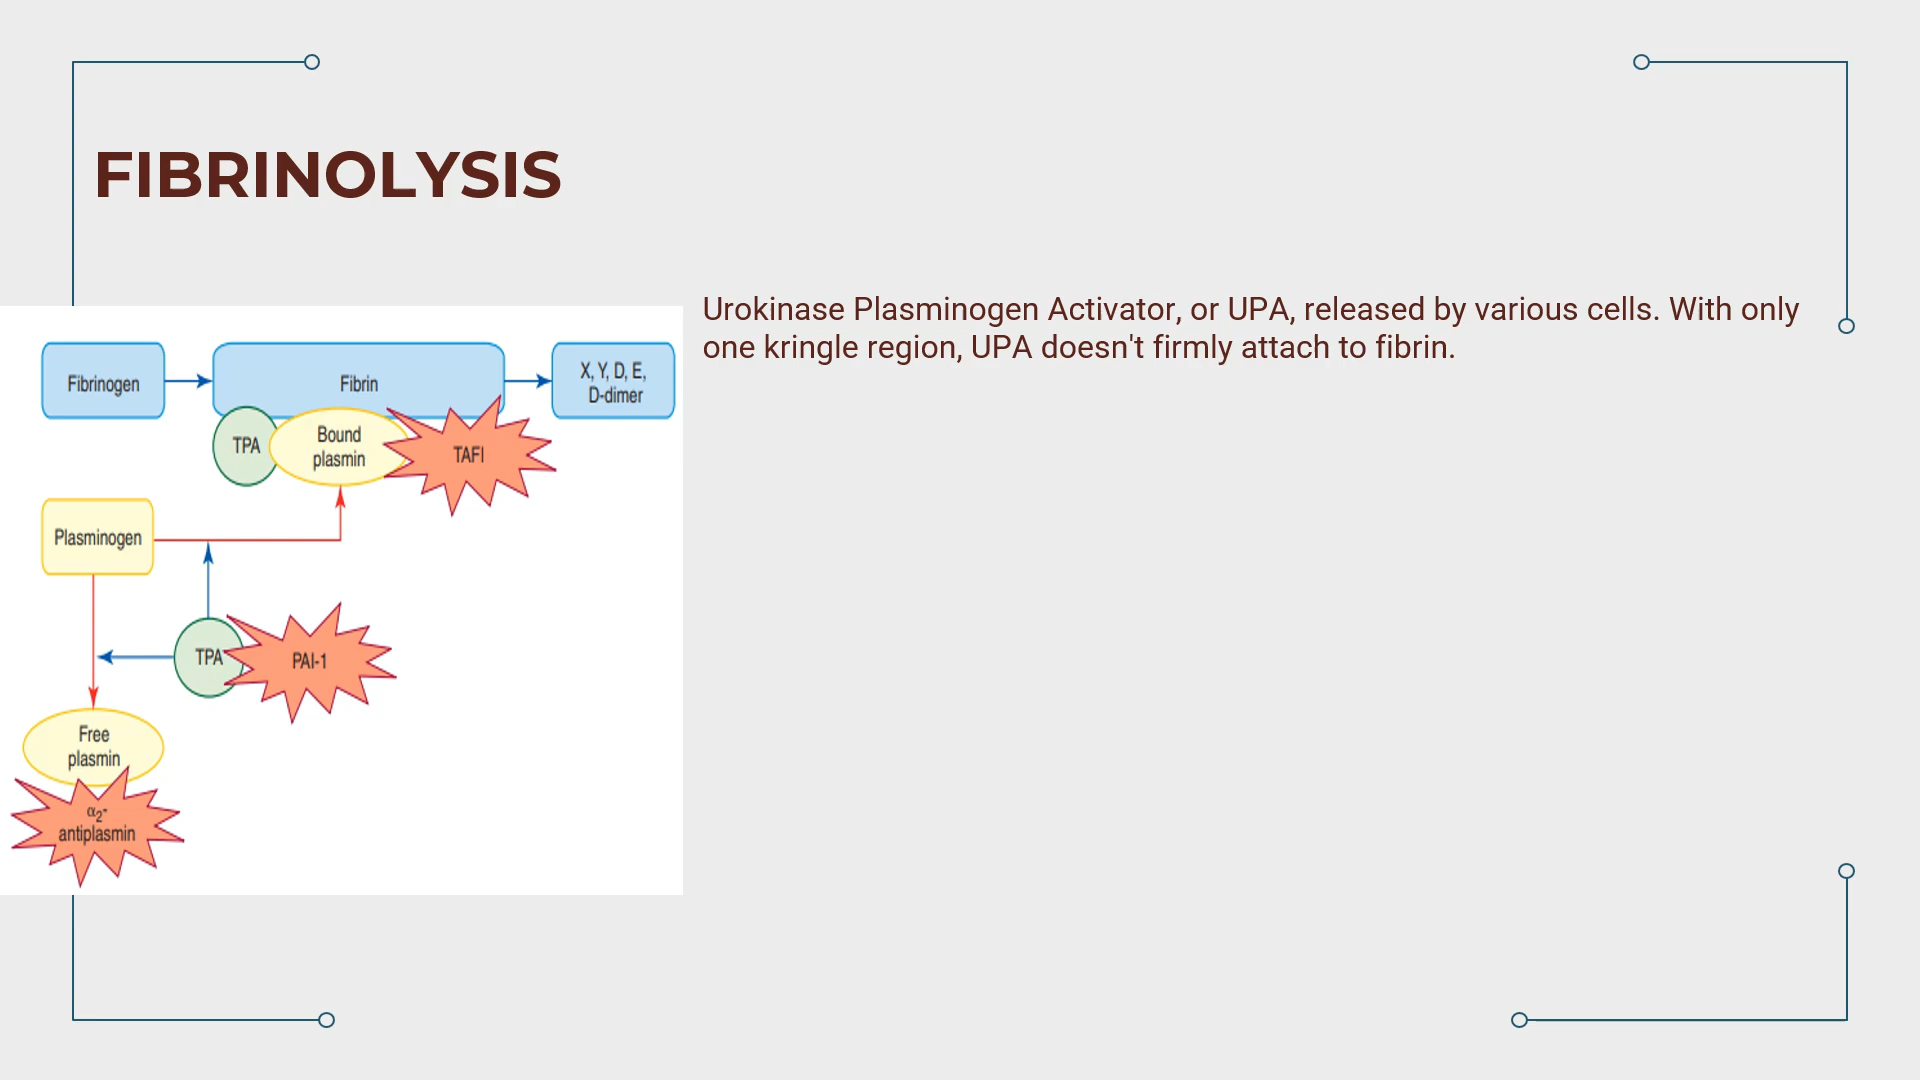 FIBRINOLYSIS
Urokinase Plasminogen Activator, or UPA, released by various cells. With only
one kringle region, UPA doesn't firmly attach to fibrin.
Fibrinogen
Fibrin
X, Y, D, E,
D-dimer
TPA
Bound
plasmin
TAFI
Plasminogen
TPA
PAI-1
Free
plasmin
α2-
antiplasmin